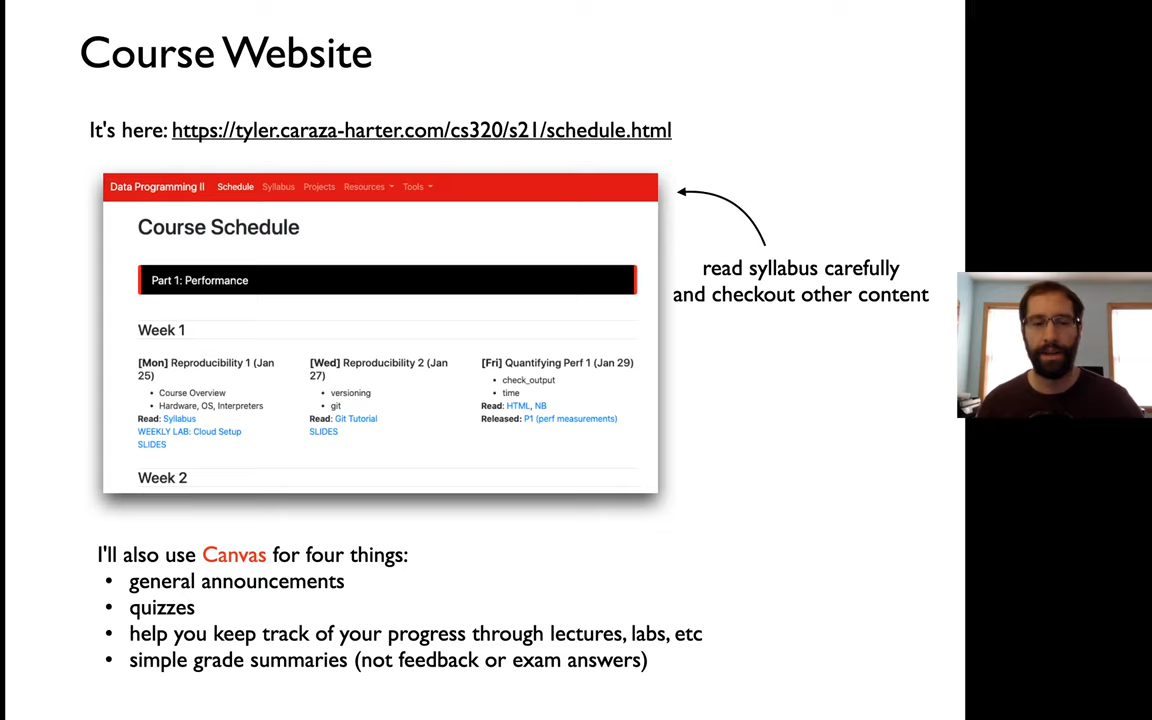 Course Website
It's here: https://tyler.caraza-harter.com/cs320/s21/schedule.html
Data Programming II Schedule Syllabus Projects Resources Tools
Course Schedule
Part 1: Performance
Week 1
[Mon] Reproducibility 1 (Jan
25)
• Course Overview
• Hardware, OS, Interpreters
Read: Syllabus
WEEKLY LAB: Cloud Setup
SLIDES
[Wed] Reproducibility 2 (Jan
27)
• versioning
• git
Read: Git Tutorial
SLIDES
[Fri] Quantifying Perf 1 (Jan 29)
• check_output
• time
Read: HTML, NB
Released: P1 (perf measurements)
Week 2
read syllabus carefully
and checkout other content
I'll also use Canvas for four things:
• general announcements
• quizzes
• help you keep track of your progress through lectures, labs, etc
• simple grade summaries (not feedback or exam answers)